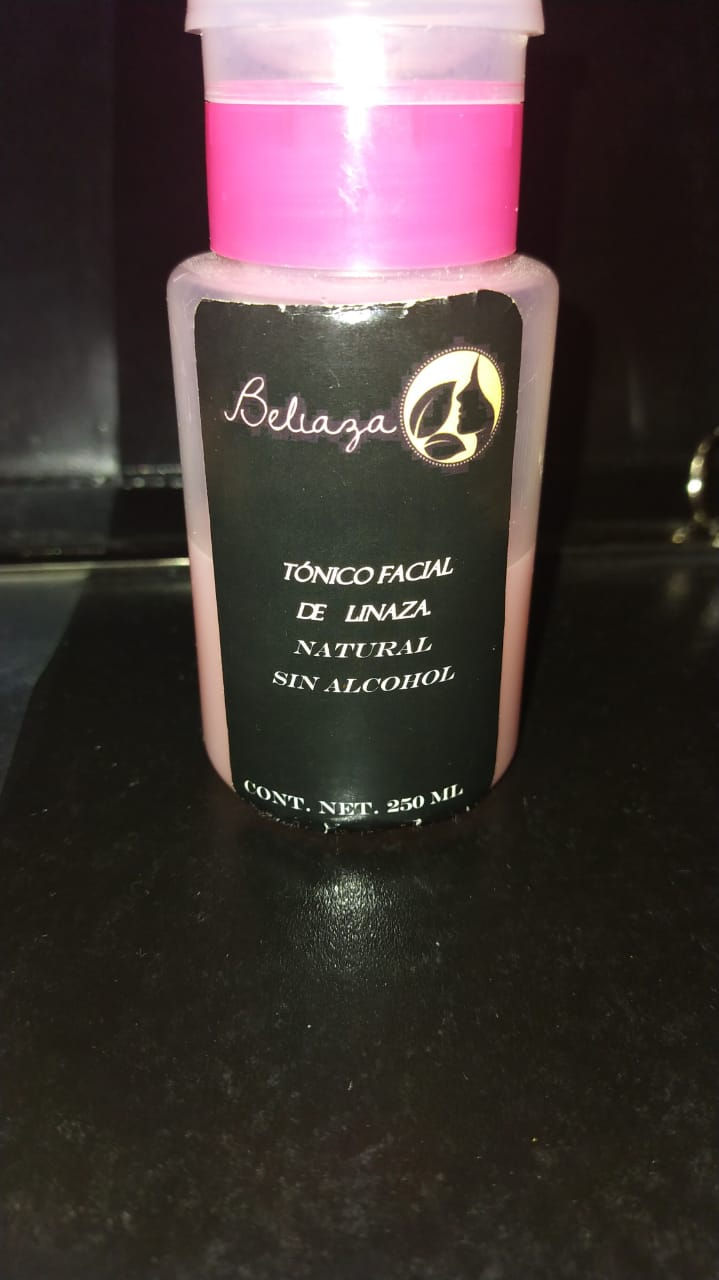 Beliaza
TÓNICO FACIAL
DE LINAZA.
NATURAL
SIN ALCOHOL
CONT. NET. 250 ML